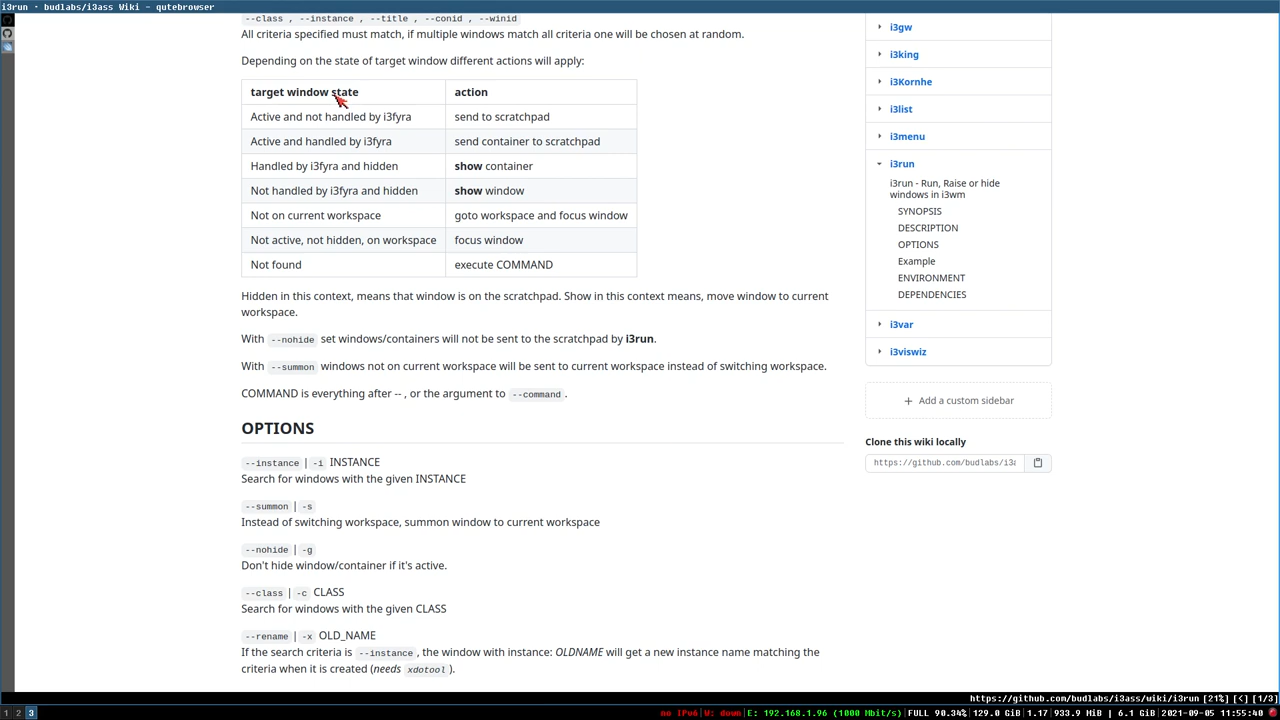 i3run - budlabs/i3ass Wiki - qutebrowser
--class , --instance , --title , --conid , --winid
All criteria specified must match, if multiple windows match all criteria one will be chosen at random.
Depending on the state of target window different actions will apply:
target window state action
Active and not handled by i3fyra send to scratchpad
Active and handled by i3fyra send container to scratchpad
Handled by i3fyra and hidden show container
Not handled by i3fyra and hidden show window
Not on current workspace goto workspace and focus window
Not active, not hidden, on workspace focus window
Not found execute COMMAND
Hidden in this context, means that window is on the scratchpad. Show in this context means, move window to current
workspace.
With --nohide set windows/containers will not be sent to the scratchpad by i3run.
With --summon windows not on current workspace will be sent to current workspace instead of switching workspace.
COMMAND is everything after -- , or the argument to --command .
OPTIONS
--instance | -i INSTANCE
Search for windows with the given INSTANCE
--summon | -s
Instead of switching workspace, summon window to current workspace
--nohide | -g
Don't hide window/container if it's active.
--class | -c CLASS
Search for windows with the given CLASS
--rename | -x OLD_NAME
If the search criteria is --instance , the window with instance: OLDNAME will get a new instance name matching the
criteria when it is created (needs xdotool ).
i3gw
i3king
i3Kornhe
i3list
i3menu
i3run
i3run - Run, Raise or hide
windows in i3wm
SYNOPSIS
DESCRIPTION
OPTIONS
Example
ENVIRONMENT
DEPENDENCIES
i3var
i3viswiz
+ Add a custom sidebar
Clone this wiki locally
https://github.com/budlabs/i3a
https://github.com/budlabs/i3ass/wiki/i3run [21%] [<] [1/3]
1 2 3 no IPv6 | W: down | E: 192.168.1.96 (1000 Mbit/s) | FULL 90.34% | 129.0 GiB | 1.17 | 933.9 MiB | 6.1 GiB | 2021-09-05 11:55:40